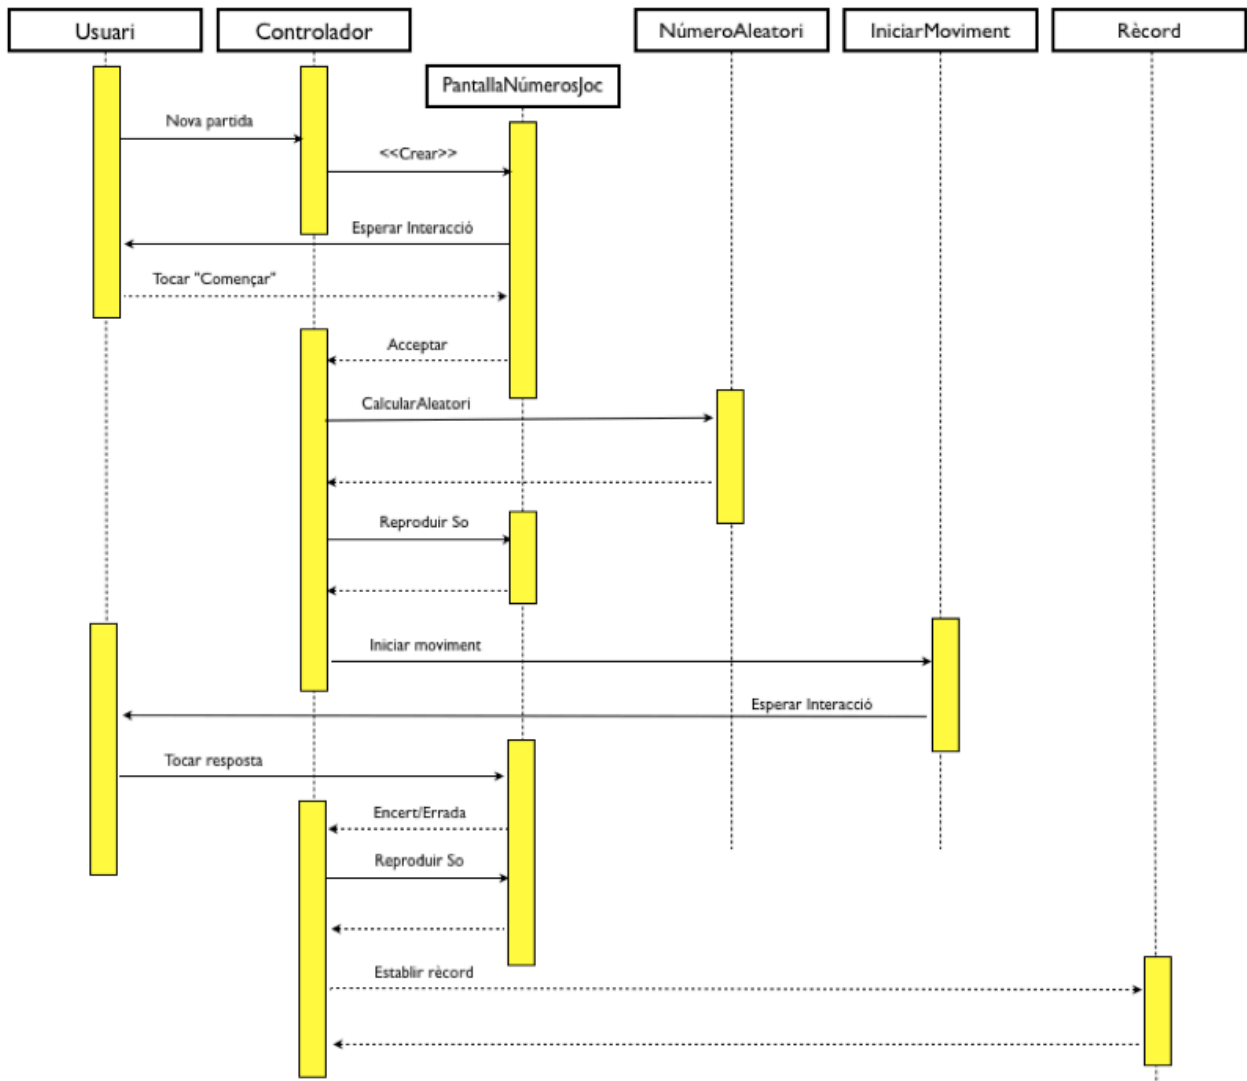 Usuari
Controlador
NúmeroAleatori
IniciarMoviment
Rècord
PantallaNúmerosJoc
Nova partida
<<Crear>>
Esperar Interacció
Tocar "Començar"
Acceptar
CalcularAleatori
Reproduir So
Iniciar moviment
Esperar Interacció
Tocar resposta
Encert/Errada
Reproduir So
Establir rècord